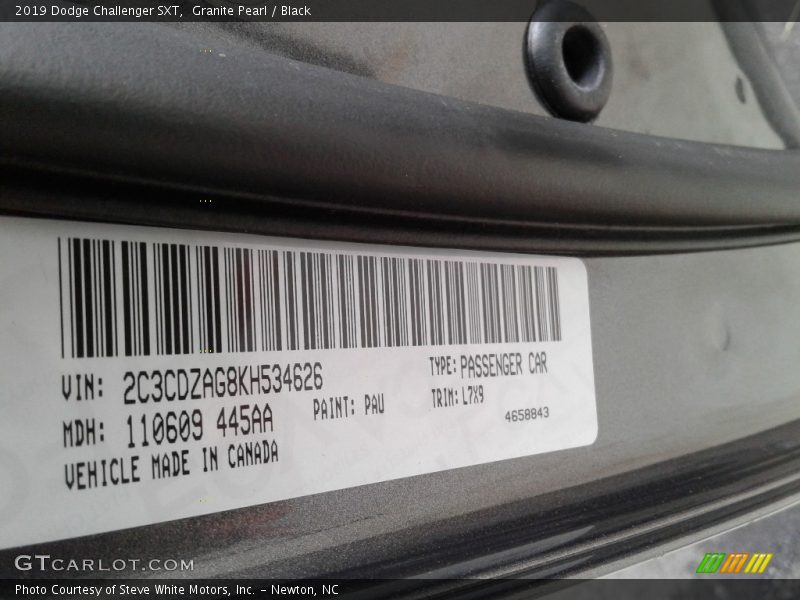 2019 Dodge Challenger SXT,  Granite Pearl / Black
VIN: 2C3CDZAG8KH534626
TYPE: PASSENGER CAR
MDH: 110609 445AA
PAINT: PAU
TRIM: L7X9
4658843
VEHICLE MADE IN CANADA
GTCARLOT.COM
Photo Courtesy of Steve White Motors, Inc. – Newton, NC